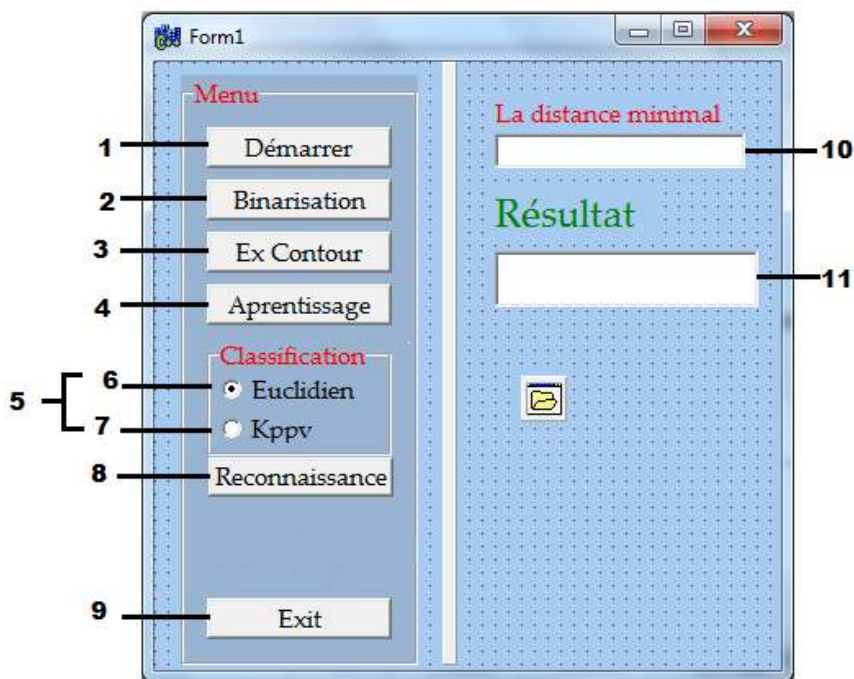 Form1
Menu
1 Démarrer
2 Binarisation
3 Ex Contour
4 Aprentissage
Classification
5
6 Euclidien
7 Kppv
8 Reconnaissance
9 Exit
La distance minimal
10
Résultat
11